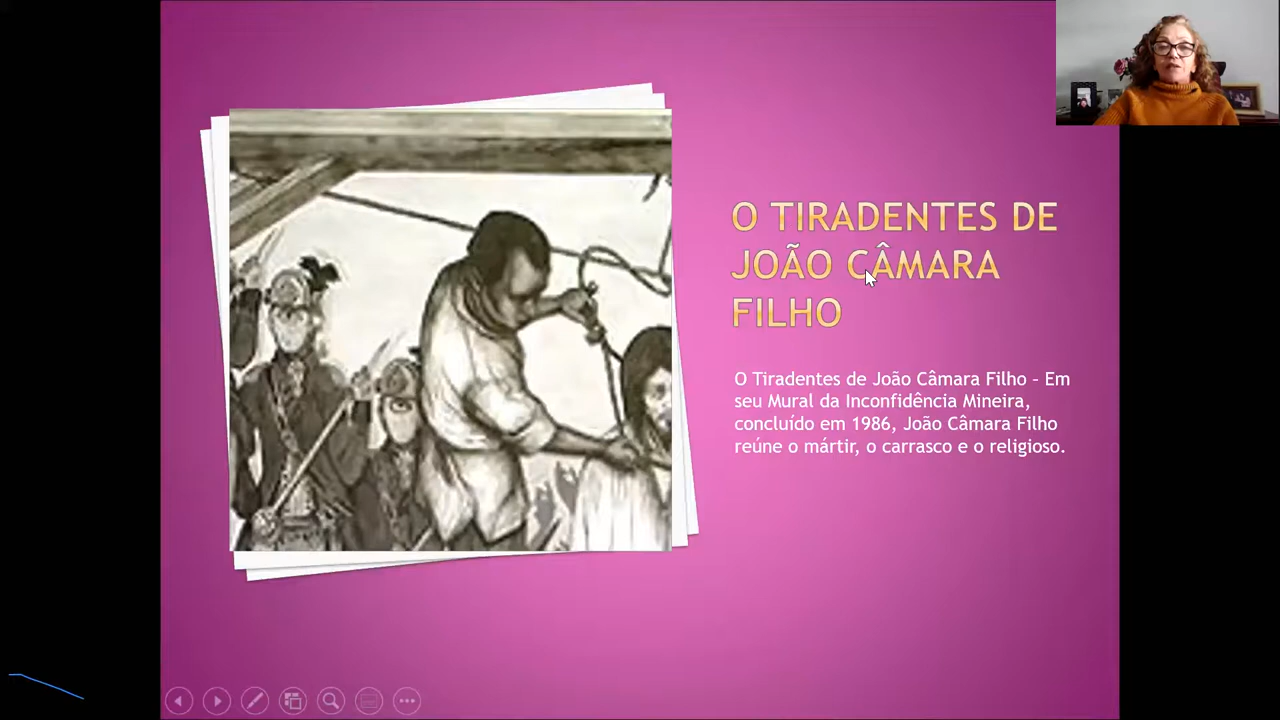 O TIRADENTES DE
JOÃO CÂMARA
FILHO
O Tiradentes de João Câmara Filho – Em
seu Mural da Inconfidência Mineira,
concluído em 1986, João Câmara Filho
reúne o mártir, o carrasco e o religioso.